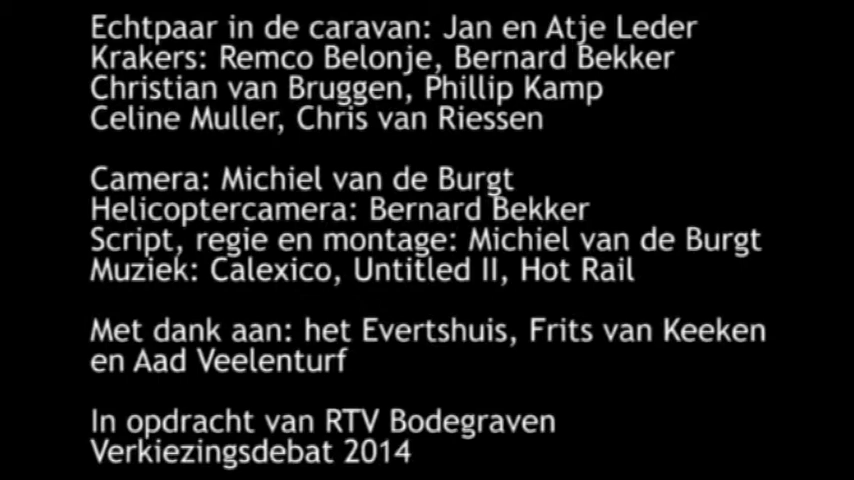 Echtpaar in de caravan: Jan en Atje Leder
Krakers: Remco Belonje, Bernard Bekker
Christian van Bruggen, Phillip Kamp
Celine Muller, Chris van Riessen
Camera: Michiel van de Burgt
Helicoptercamera: Bernard Bekker
Script, regie en montage: Michiel van de Burgt
Muziek: Calexico, Untitled II, Hot Rail
Met dank aan: het Evertshuis, Frits van Keeken
en Aad Veelenturf
In opdracht van RTV Bodegraven
Verkiezingsdebat 2014